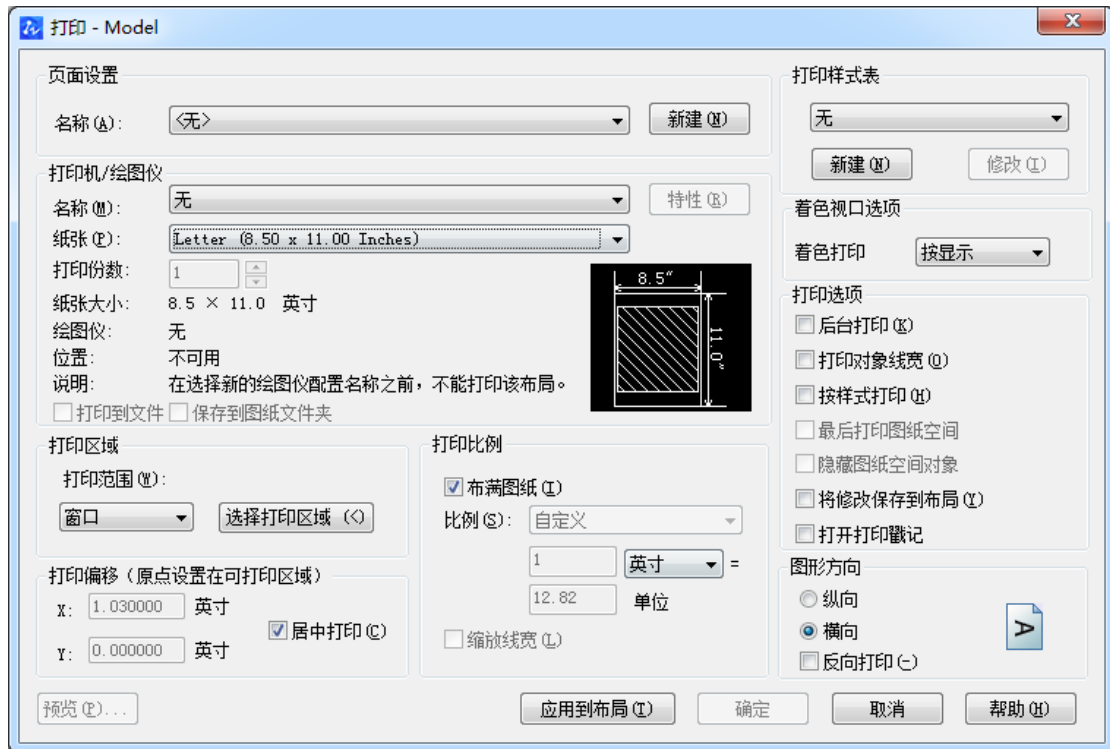 打印 - Model
页面设置
名称(A):
<无>
新建(N)
打印机/绘图仪
名称(M):
无
特性(R)
纸张(P):
Letter (8.50 x 11.00 Inches)
打印份数:
1
纸张大小: 8.5 × 11.0 英寸
绘图仪: 无
位置: 不可用
说明: 在选择新的绘图仪配置名称之前，不能打印该布局。
打印到文件 保存到图纸文件夹
8.5″
11.0″
打印区域
打印范围(W):
窗口
选择打印区域 (<)
打印偏移（原点设置在可打印区域）
X: 1.030000 英寸
Y: 0.000000 英寸
居中打印(C)
打印比例
布满图纸(I)
比例(S): 自定义
1 英寸 =
12.82 单位
缩放线宽(L)
打印样式表
无
新建(N)
修改(I)
着色视口选项
着色打印 按显示
打印选项
后台打印(K)
打印对象线宽(O)
按样式打印(H)
最后打印图纸空间
隐藏图纸空间对象
将修改保存到布局(Y)
打开打印戳记
图形方向
纵向
横向
反向打印(-)
A
预览(P)...
应用到布局(T)
确定
取消
帮助(H)